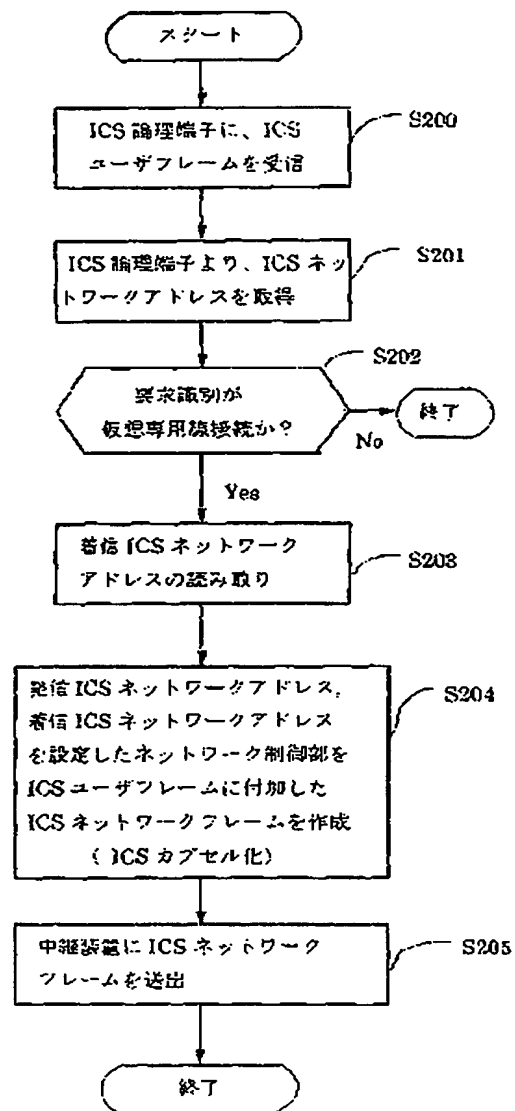 スタート
ICS 論理端子に、ICS
ユーザフレームを受信
S200
ICS 論理端子より、ICS ネッ
トワークアドレスを取得
S201
S202
要求識別が
仮想専用線接続か?
終了
No
Yes
着信 ICS ネットワーク
アドレスの読み取り
S203
発信 ICS ネットワークアドレス,
着信 ICS ネットワークアドレス
を設定したネットワーク制御部を
ICS ユーザフレームに付加した
ICS ネットワークフレームを作成
(ICS カプセル化)
S204
中継装置に ICS ネットワーク
フレームを送出
S205
終了